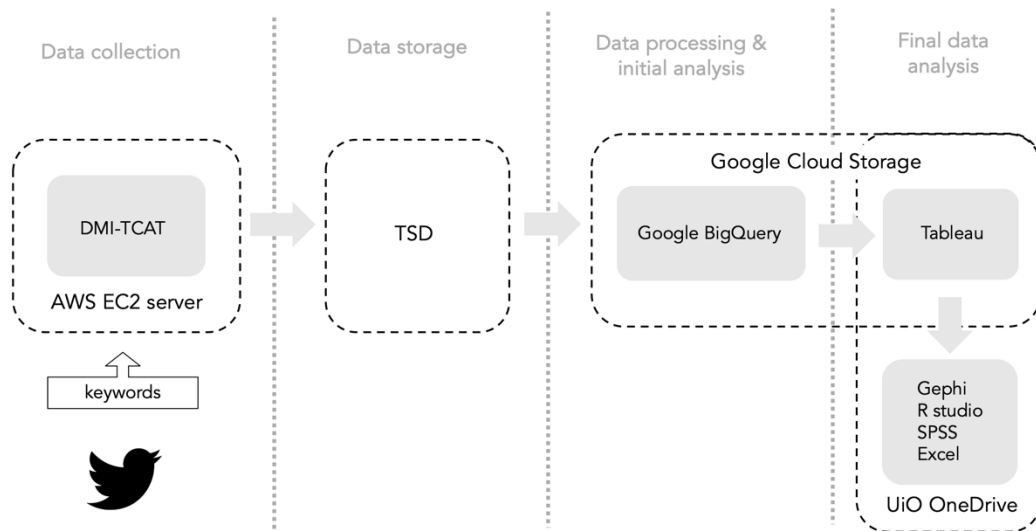 Data collection
Data storage
Data processing &
initial analysis
Final data
analysis
DMI-TCAT
AWS EC2 server
keywords
TSD
Google Cloud Storage
Google BigQuery
Tableau
Gephi
R studio
SPSS
Excel
UiO OneDrive